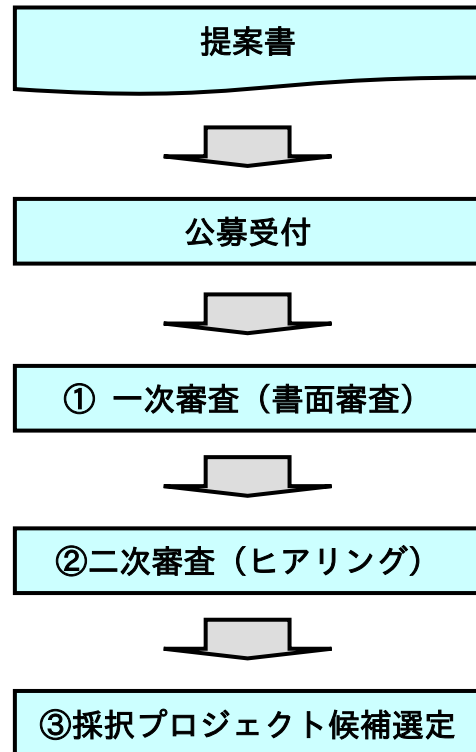 提案書
公募受付
① 一次審査（書面審査）
②二次審査（ヒアリング）
③採択プロジェクト候補選定